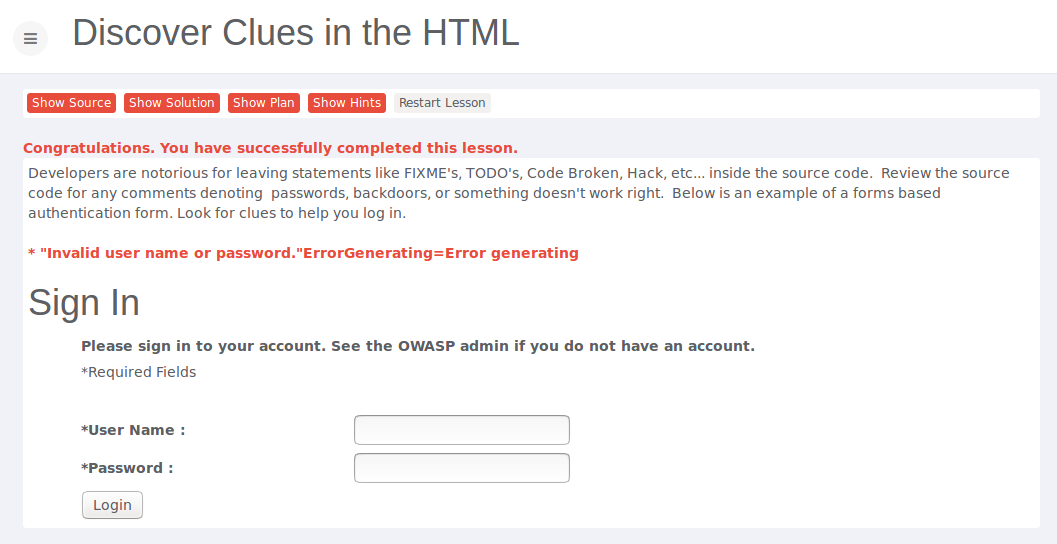 Discover Clues in the HTML
Show Source Show Solution Show Plan Show Hints Restart Lesson
Congratulations. You have successfully completed this lesson.
Developers are notorious for leaving statements like FIXME's, TODO's, Code Broken, Hack, etc... inside the source code. Review the source
code for any comments denoting passwords, backdoors, or something doesn't work right. Below is an example of a forms based
authentication form. Look for clues to help you log in.
* "Invalid user name or password."ErrorGenerating=Error generating
Sign In
Please sign in to your account. See the OWASP admin if you do not have an account.
*Required Fields
*User Name :
*Password :
Login